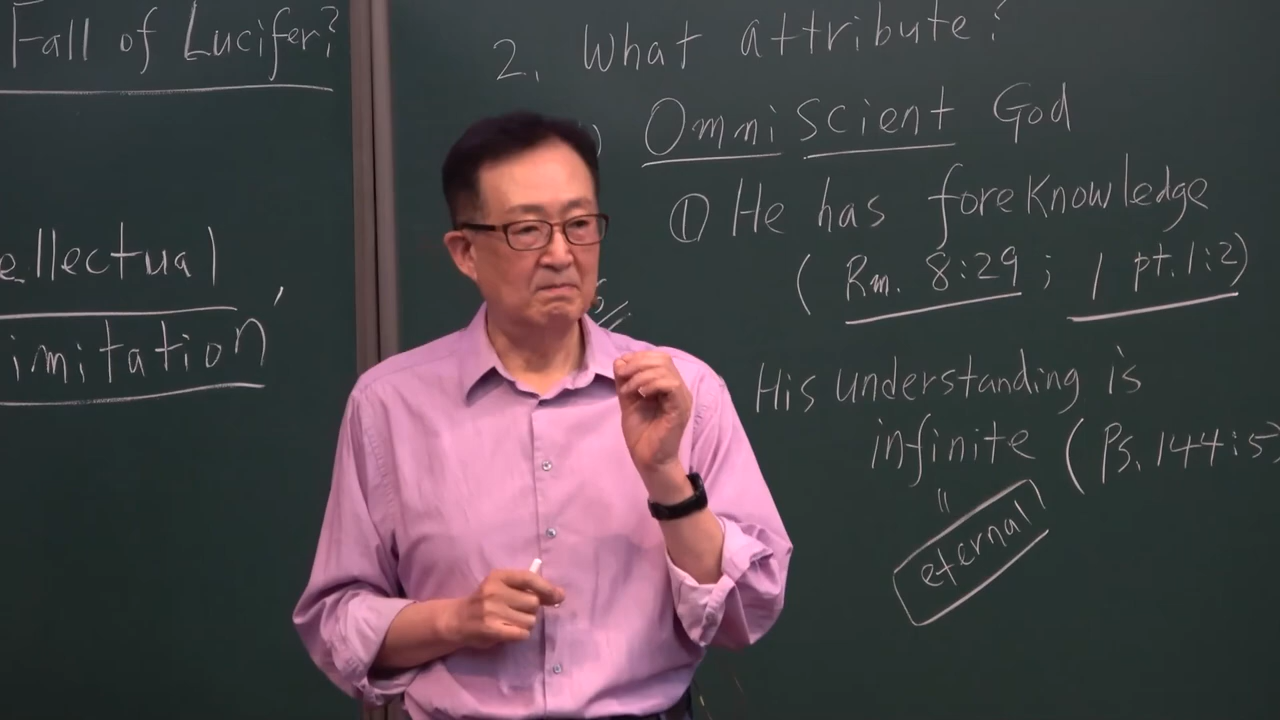 Fall of Lucifer?
ellectual
imitation,
2. What attribute?
) Omniscient God
① He has foreknowledge
( Rm. 8:29 ; 1 pt. 1:2)
His understanding is
infinite ( Ps. 144:5)
"
eternal